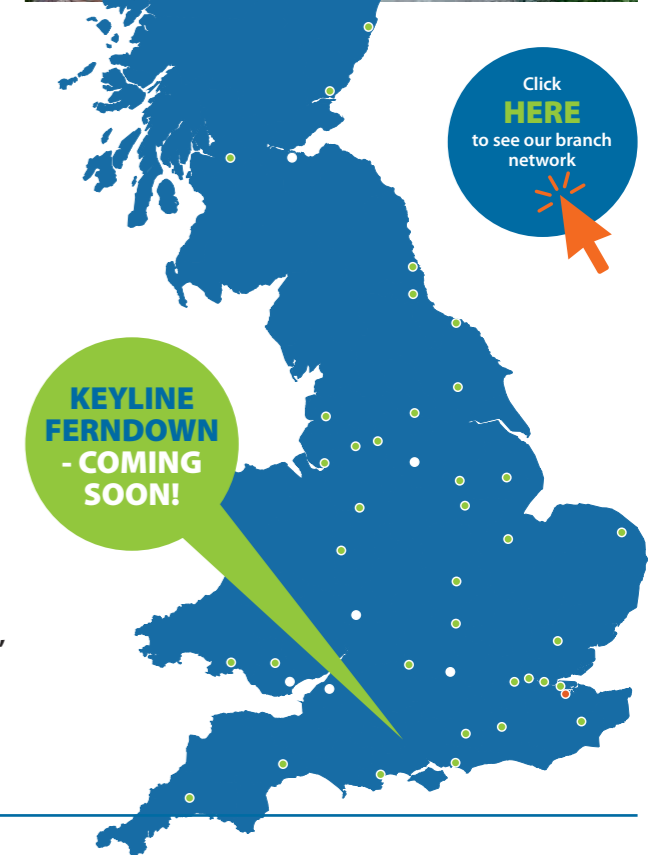 Click
HERE
to see our branch
network
KEYLINE
FERNDOWN
- COMING
SOON!
,